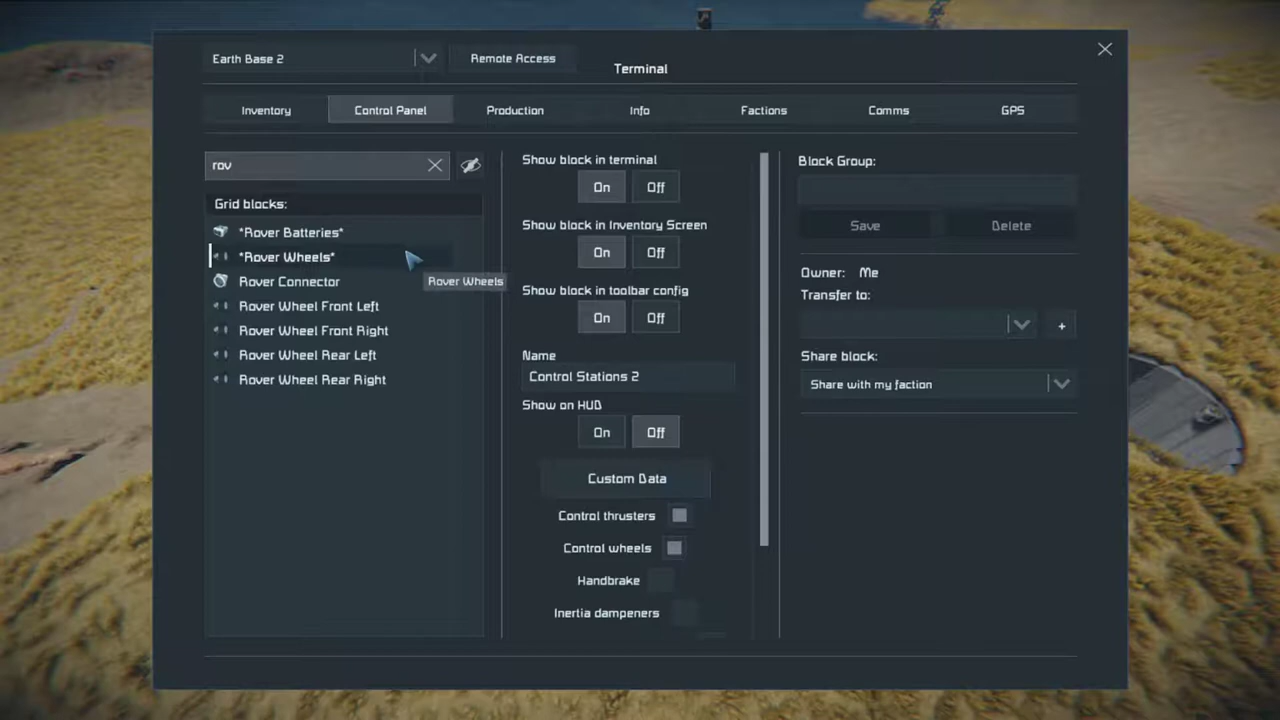 Earth Base 2
Remote Access
Terminal
Inventory
Control Panel
Production
Info
Factions
Comms
GPS
rov
Grid blocks:
*Rover Batteries*
*Rover Wheels*
Rover Connector
Rover Wheels
Rover Wheel Front Left
Rover Wheel Front Right
Rover Wheel Rear Left
Rover Wheel Rear Right
Show block in terminal
On Off
Show block in Inventory Screen
On Off
Show block in toolbar config
On Off
Name
Control Stations 2
Show on HUD
On Off
Custom Data
Control thrusters
Control wheels
Handbrake
Inertia dampeners
Block Group:
Save Delete
Owner: Me
Transfer to:
+
Share block:
Share with my faction